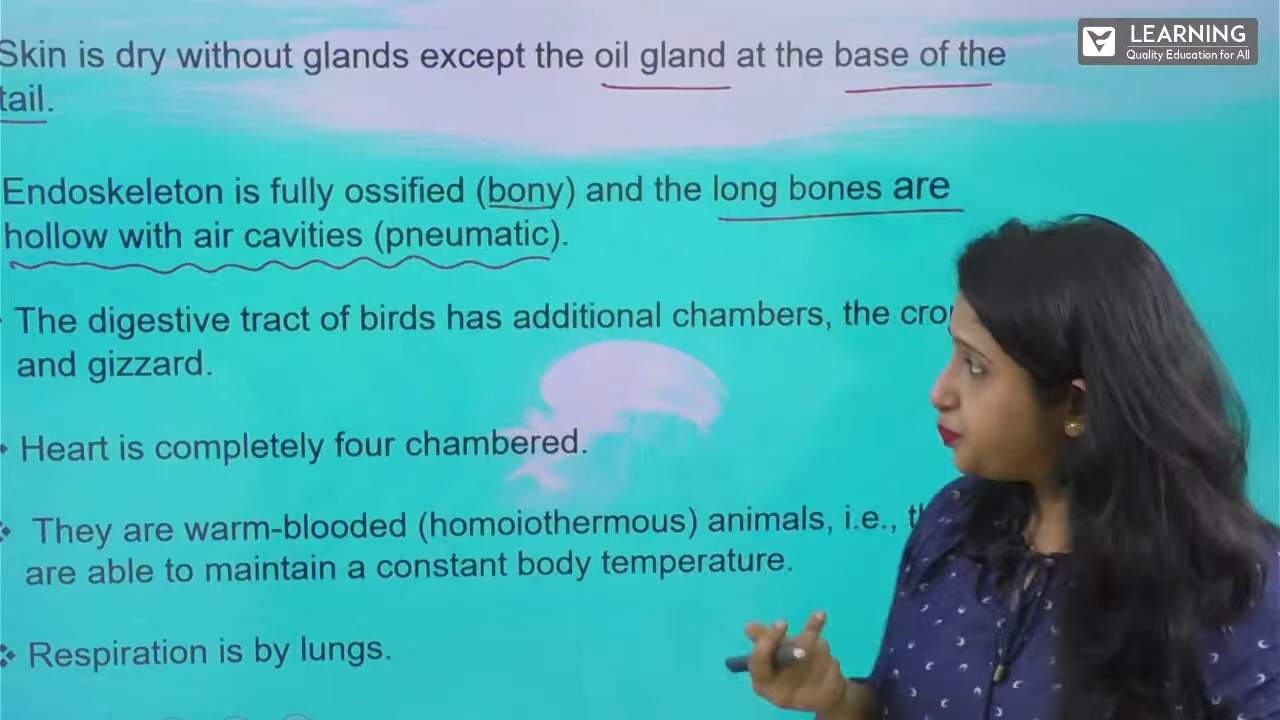 LEARNING
Quality Education for All
Skin is dry without glands except the oil gland at the base of the
tail.
Endoskeleton is fully ossified (bony) and the long bones are
hollow with air cavities (pneumatic).
The digestive tract of birds has additional chambers, the
and gizzard.
Heart is completely four chambered.
They are warm-blooded (homoiothermous) animals, i.e.,
are able to maintain a constant body temperature.
Respiration is by lungs.